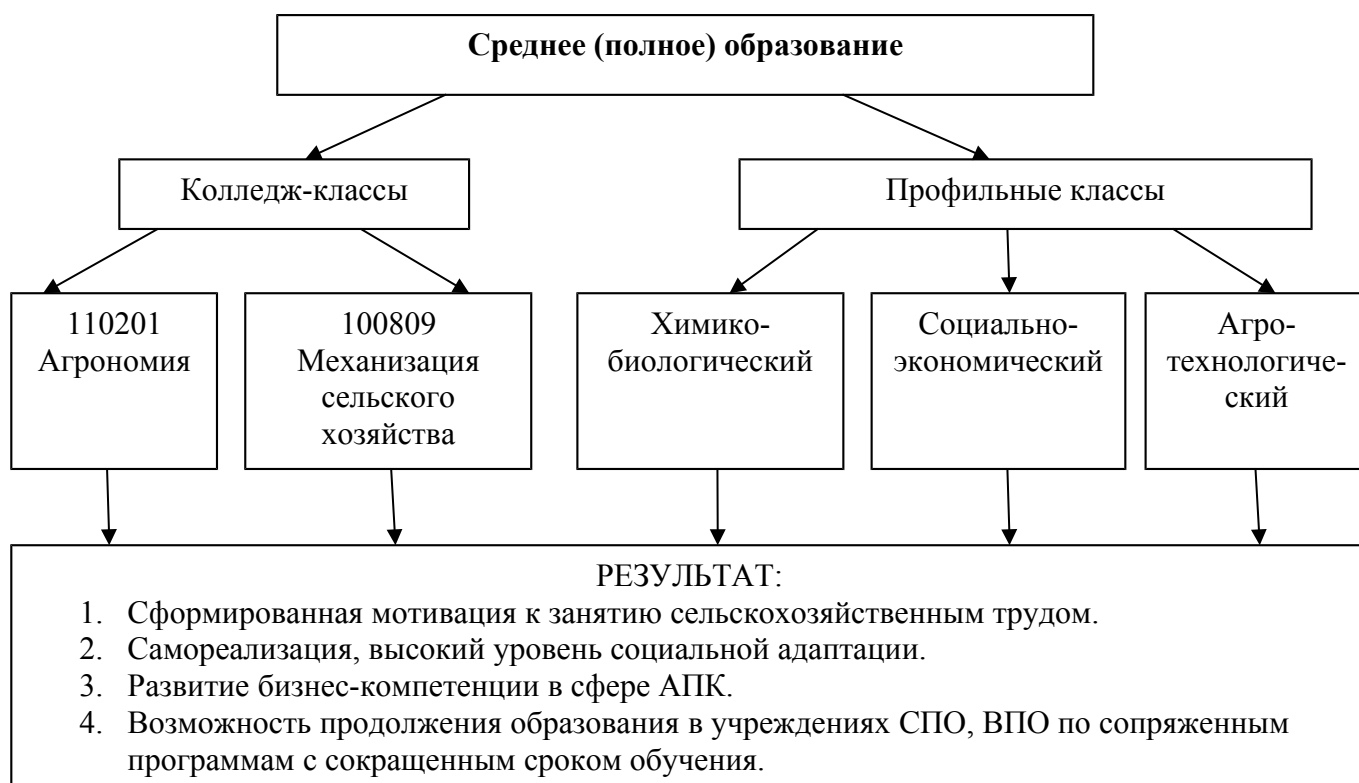 Среднее (полное) образование
Колледж-классы
Профильные классы
110201
Агрономия
100809
Механизация
сельского
хозяйства
Химико-
биологический
Социально-
экономический
Агро-
технологиче-
ский
РЕЗУЛЬТАТ:
1. Сформированная мотивация к занятию сельскохозяйственным трудом.
2. Самореализация, высокий уровень социальной адаптации.
3. Развитие бизнес-компетенции в сфере АПК.
4. Возможность продолжения образования в учреждениях СПО, ВПО по сопряженным
программам с сокращенным сроком обучения.